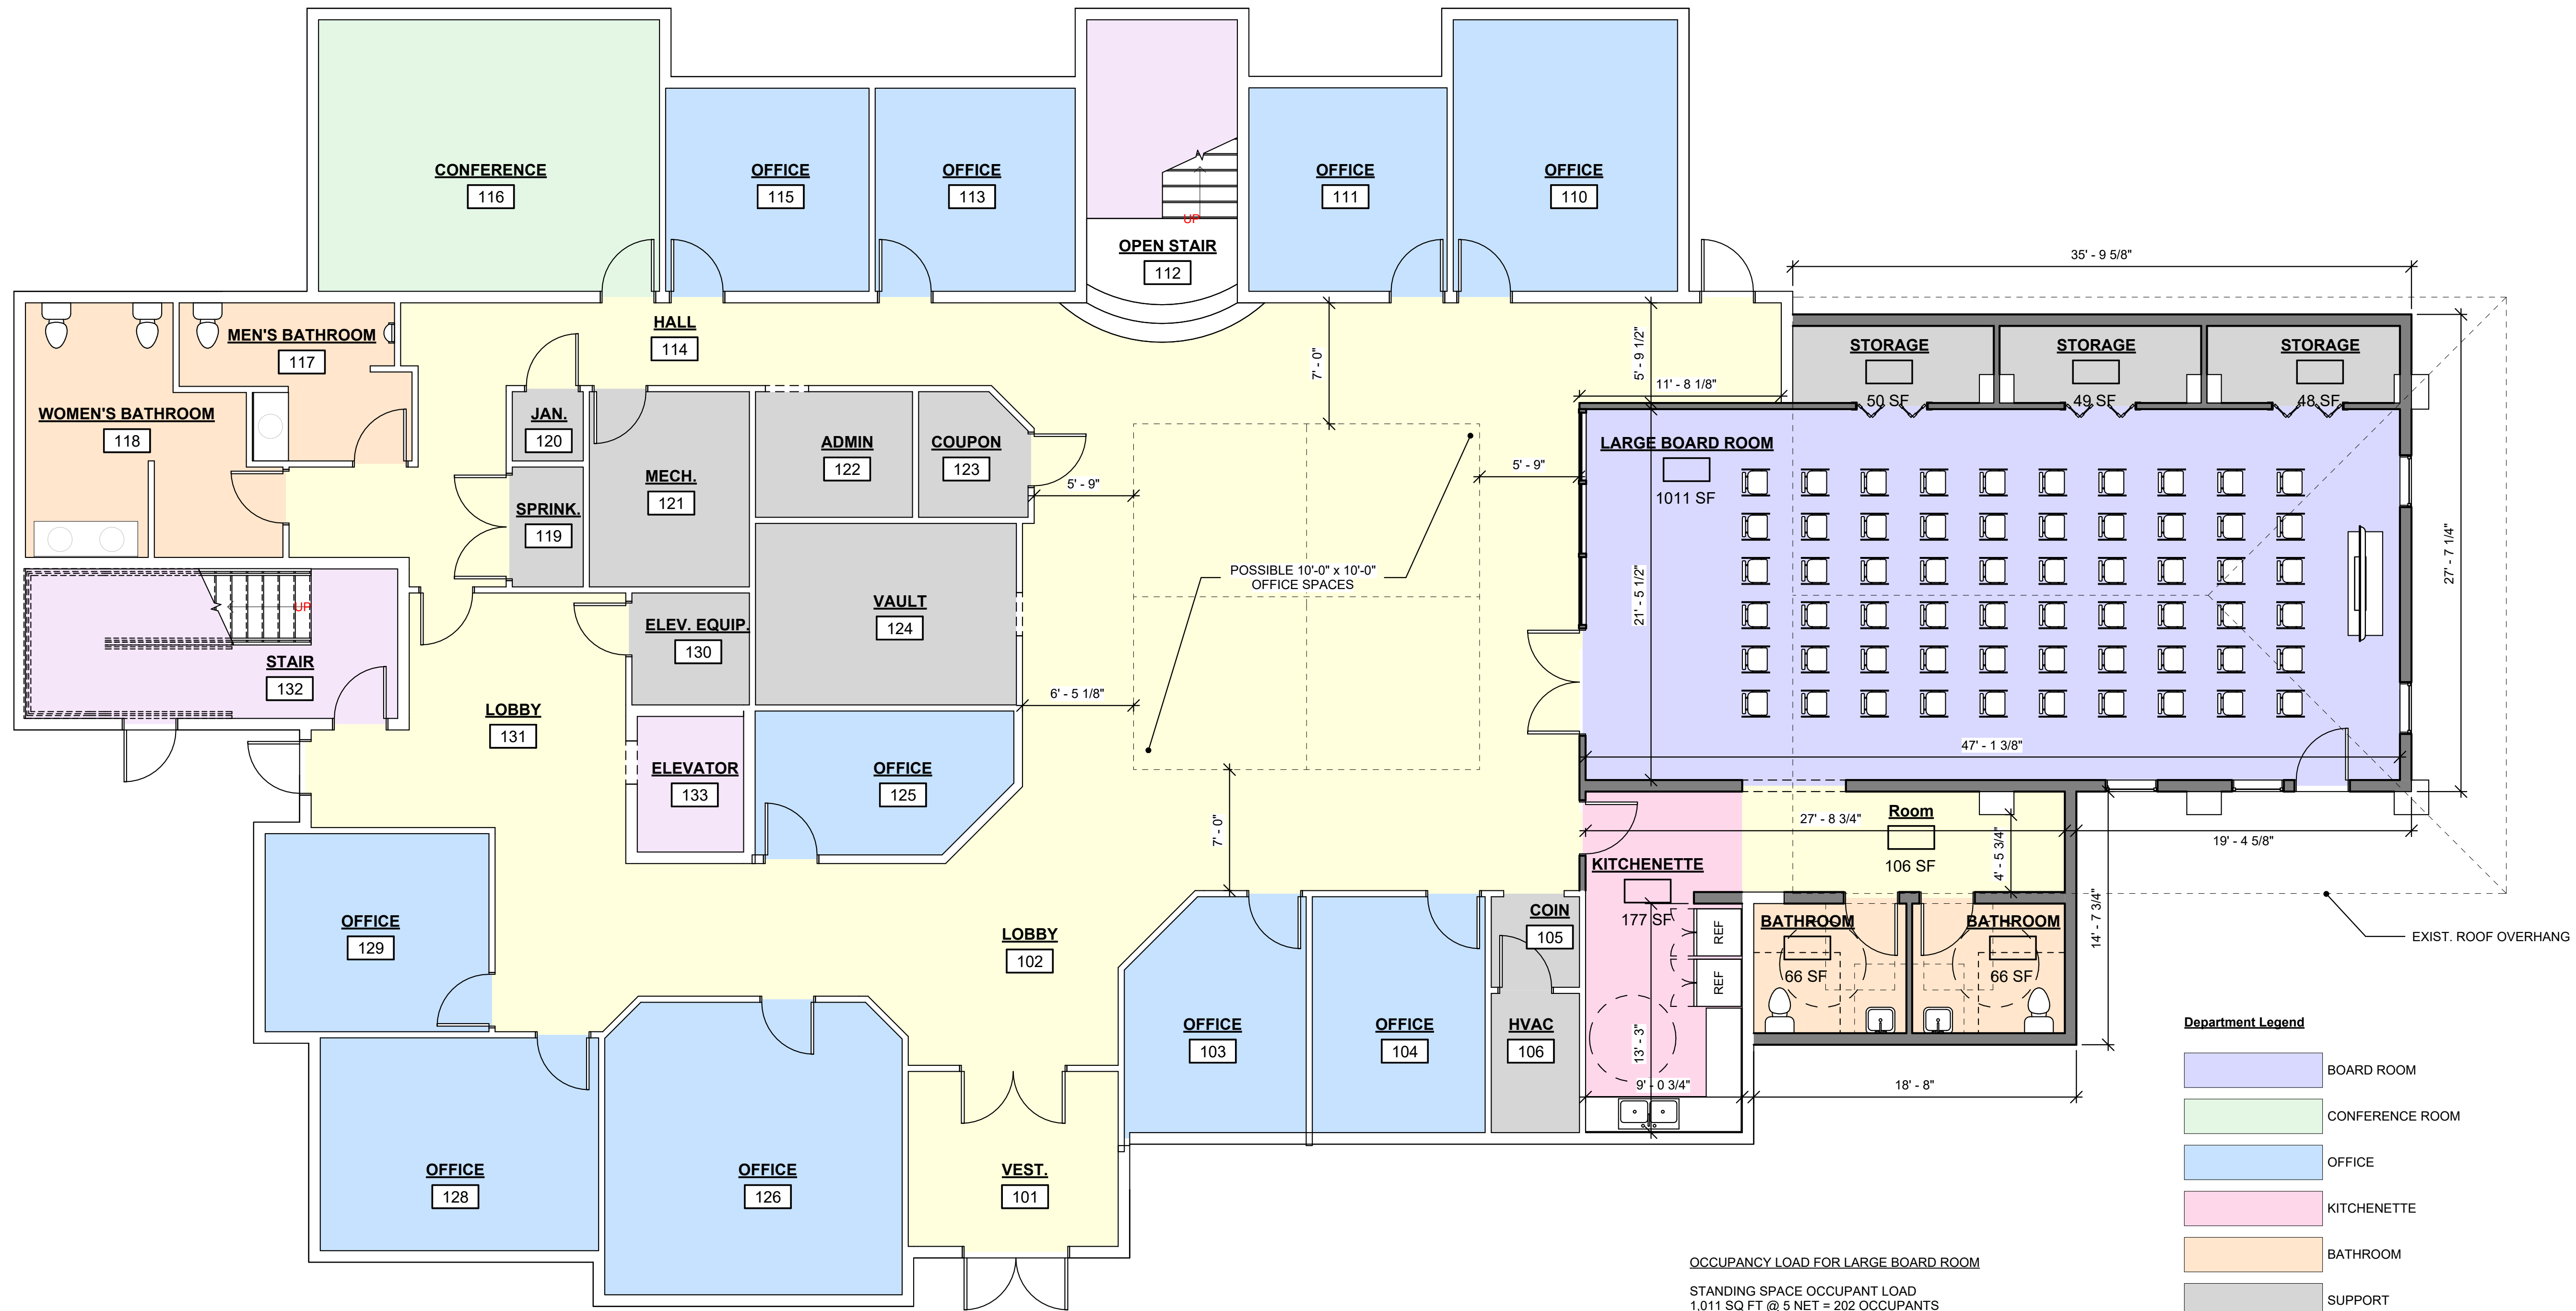 CONFERENCE
116
OFFICE
115
OFFICE
113
UP
OPEN STAIR
112
OFFICE
111
OFFICE
110
35' - 9 5/8"
HALL
114
7' - 0"
5' - 9 1/2"
11' - 8 1/8"
MEN'S BATHROOM
117
WOMEN'S BATHROOM
118
STORAGE
50 SF
STORAGE
49 SF
STORAGE
48 SF
JAN.
120
MECH.
121
ADMIN
122
COUPON
123
SPRINK.
119
5' - 9"
5' - 9"
LARGE BOARD ROOM
1011 SF
27' - 7 1/4"
21' - 5 1/2"
POSSIBLE 10'-0" x 10'-0"
OFFICE SPACES
VAULT
124
ELEV. EQUIP.
130
UP
STAIR
132
LOBBY
131
6' - 5 1/8"
ELEVATOR
133
OFFICE
125
47' - 1 3/8"
7' - 0"
Room
106 SF
27' - 8 3/4"
4' - 5 3/4"
19' - 4 5/8"
KITCHENETTE
177 SF
REF
REF
COIN
105
BATHROOM
66 SF
BATHROOM
66 SF
14' - 7 3/4"
EXIST. ROOF OVERHANG
OFFICE
129
LOBBY
102
OFFICE
103
OFFICE
104
HVAC
106
13' - 3"
9' - 0 3/4"
18' - 8"
OFFICE
128
OFFICE
126
VEST.
101
Department Legend
BOARD ROOM
CONFERENCE ROOM
OFFICE
KITCHENETTE
BATHROOM
SUPPORT
OCCUPANCY LOAD FOR LARGE BOARD ROOM
STANDING SPACE OCCUPANT LOAD
1,011 SQ FT @ 5 NET = 202 OCCUPANTS